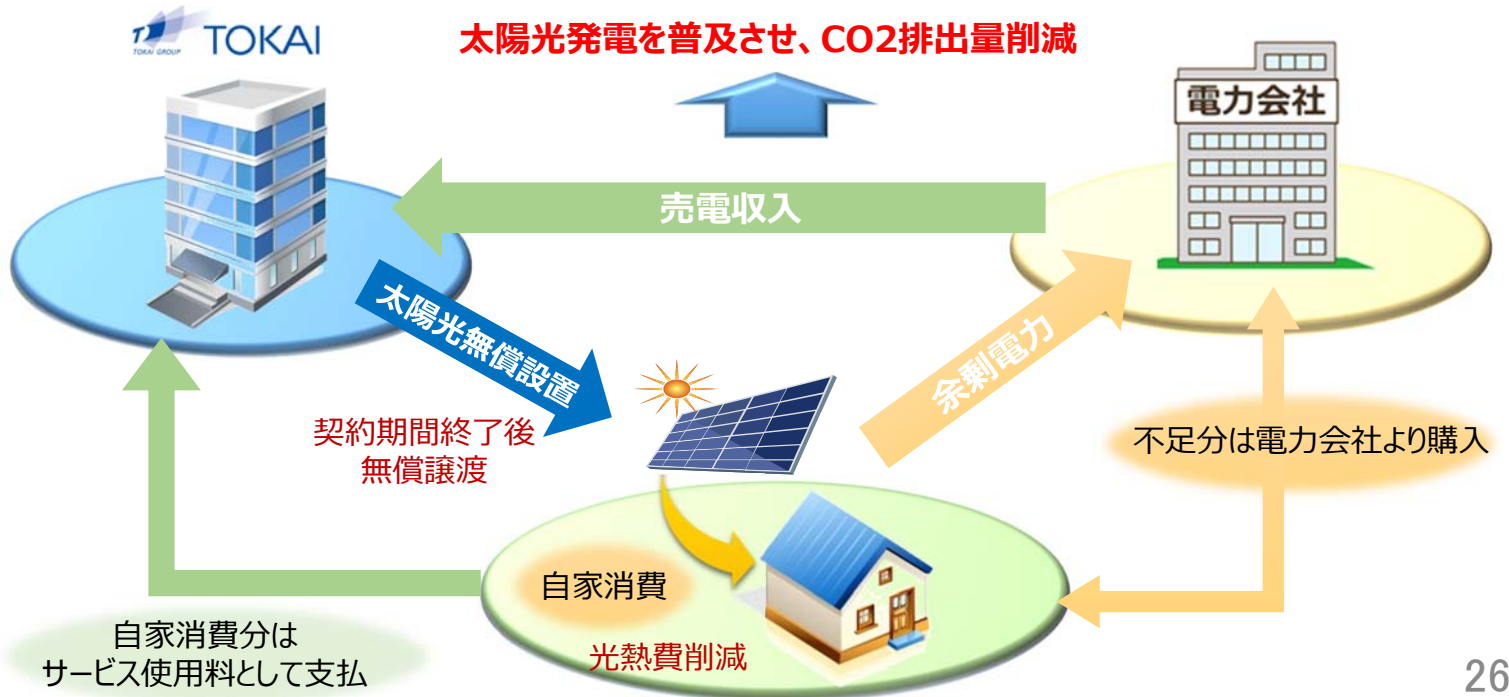 TOKAI GROUP
TOKAI
太陽光発電を普及させ、CO2排出量削減
電力会社
売電収入
太陽光無償設置
余剰電力
契約期間終了後
無償譲渡
不足分は電力会社より購入
自家消費
光熱費削減
自家消費分は
サービス使用料として支払
26